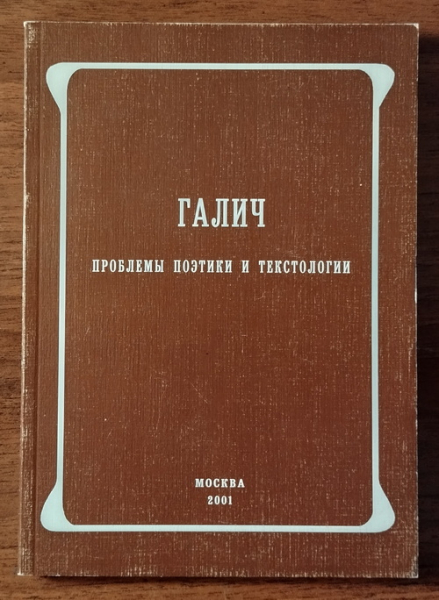 ГАЛИЧ
ПРОБЛЕМЫ ПОЭТИКИ И ТЕКСТОЛОГИИ
МОСКВА
2001